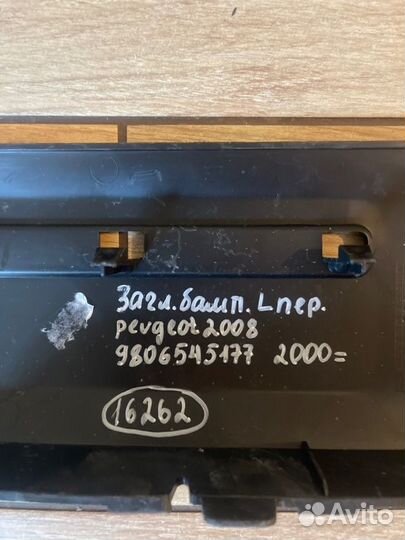 Загл. бамп. L пер.
peugeot 2008
9806545177 2000=
16262
Avito